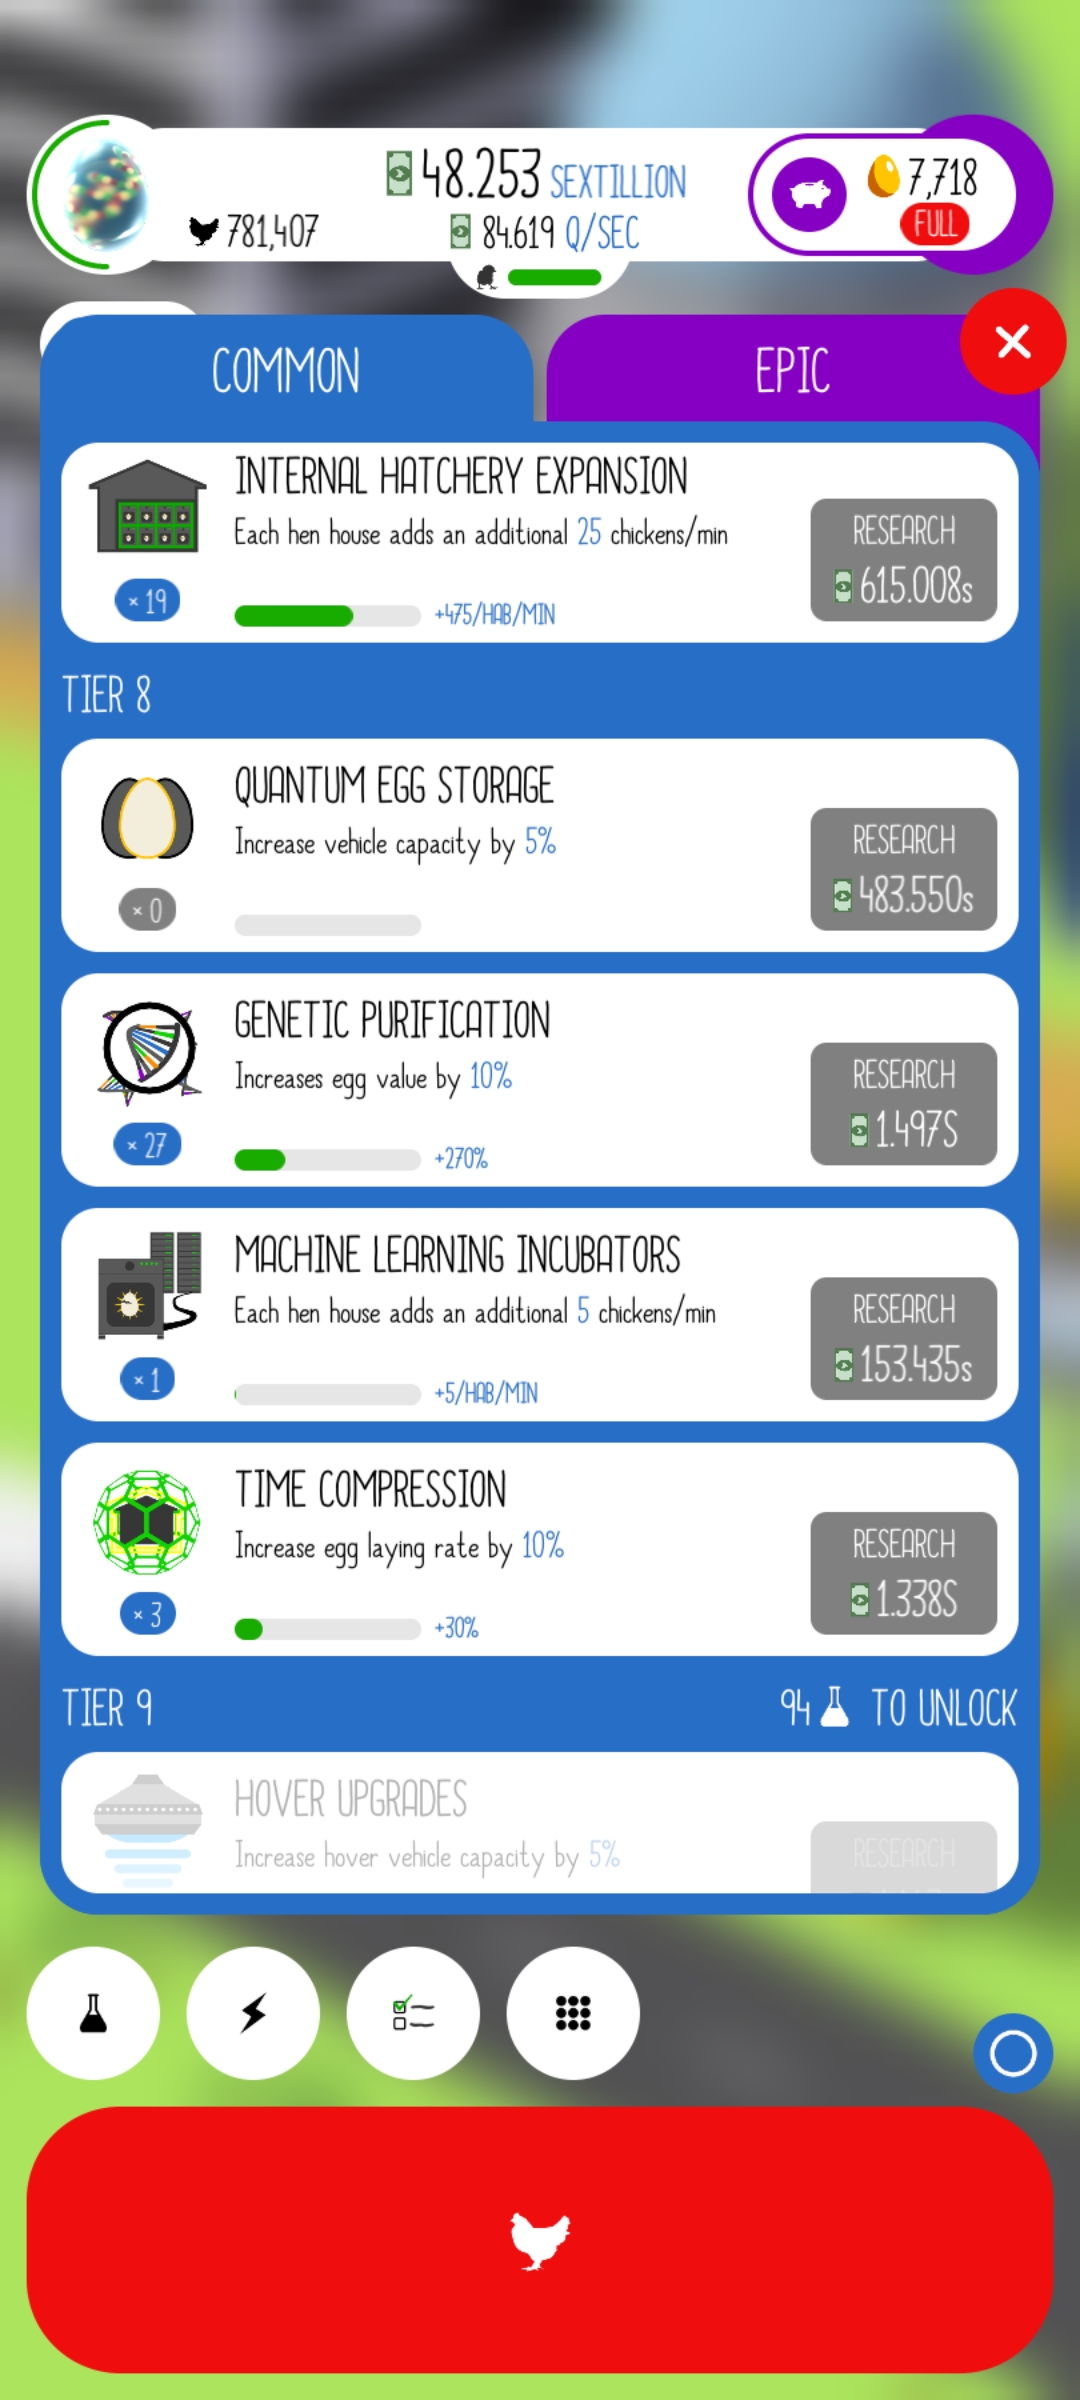 48.253 SEXTILLION
7,718
781,407
84.619 Q/SEC
FULL
COMMON
EPIC
INTERNAL HATCHERY EXPANSION
Each hen house adds an additional 25 chickens/min
RESEARCH
615.008s
× 19
+475/HAB/MIN
TIER 8
QUANTUM EGG STORAGE
Increase vehicle capacity by 5%
RESEARCH
483.550s
× 0
GENETIC PURIFICATION
Increases egg value by 10%
RESEARCH
1.497S
× 27
+270%
MACHINE LEARNING INCUBATORS
Each hen house adds an additional 5 chickens/min
RESEARCH
153.435s
× 1
+5/HAB/MIN
TIME COMPRESSION
Increase egg laying rate by 10%
RESEARCH
1.338S
× 3
+30%
TIER 9
94 TO UNLOCK
HOVER UPGRADES
Increase hover vehicle capacity by 5%
RESEARCH